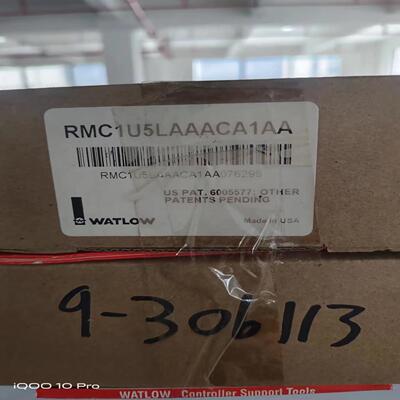 RMC1U5LAAACA1AA
RMC1U5LAAACA1AA076295
US PAT. 6005577; OTHER
PATENTS PENDING
WATLOW
Made in USA
9-306113
iQOO 10 Pro
WATLOW Controller Support Tools